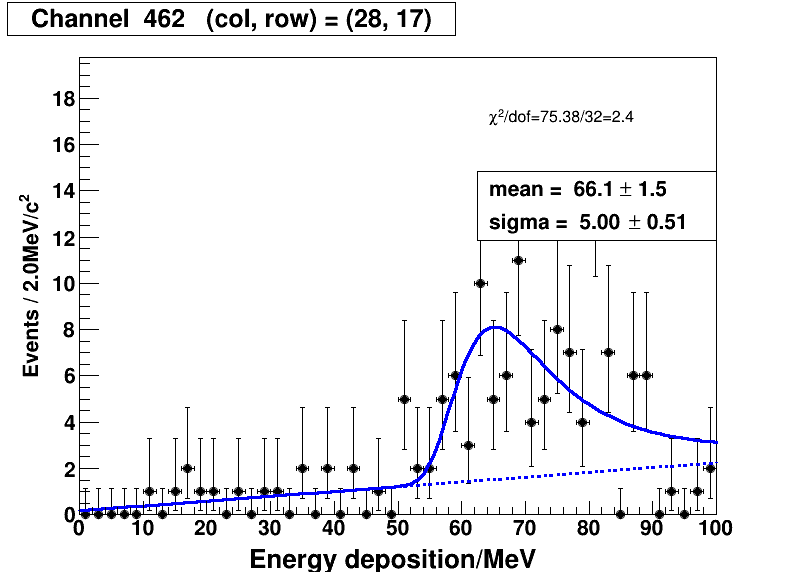 Channel 462 (col, row) = (28, 17)
χ²/dof=75.38/32=2.4
mean = 66.1 ± 1.5
sigma = 5.00 ± 0.51
Events / 2.0MeV/c²
18
16
14
12
10
8
6
4
2
0
0 10 20 30 40 50 60 70 80 90 100
Energy deposition/MeV